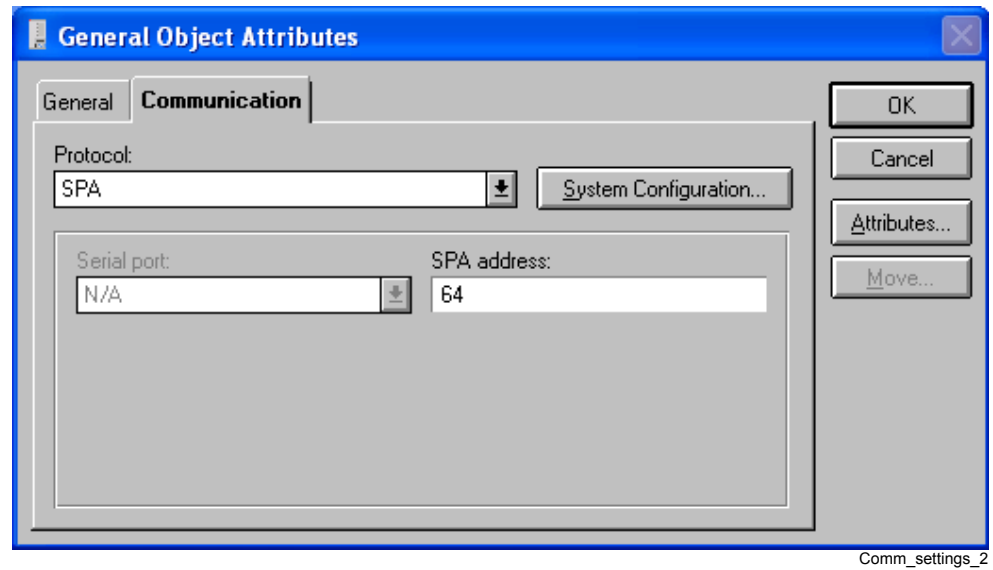 General Object Attributes
General Communication
OK
Protocol:
Cancel
SPA System Configuration...
Attributes...
Serial port: SPA address:
Move...
N/A 64
Comm_settings_2